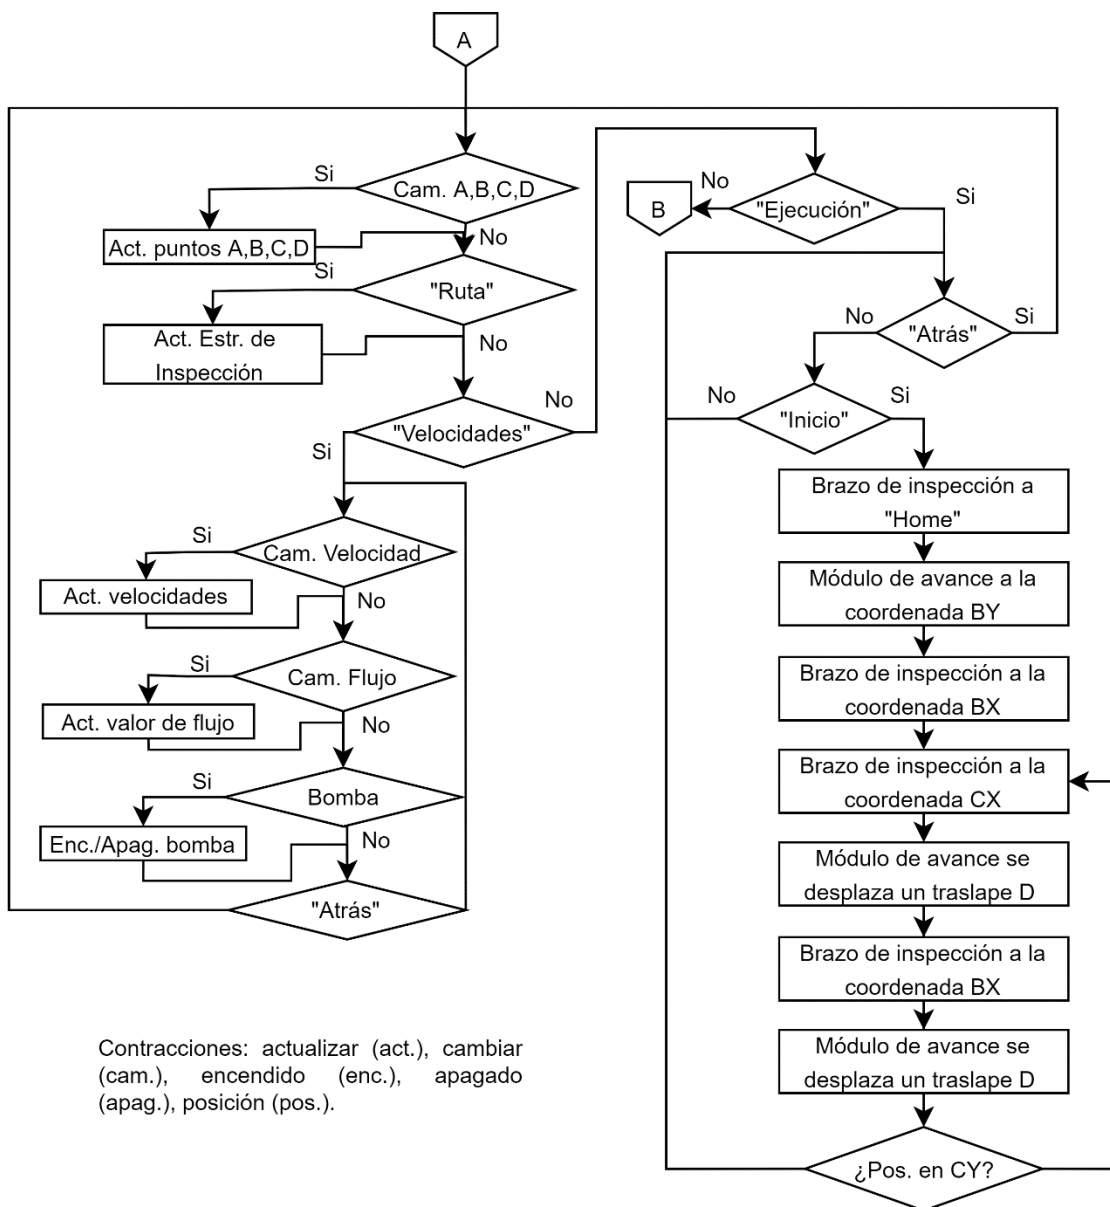 A
Cam. A,B,C,D
Si
No
Act. puntos A,B,C,D
"Ruta"
Si
No
Act. Estr. de
Inspección
"Velocidades"
No
Si
Cam. Velocidad
Si
No
Act. velocidades
Cam. Flujo
Si
No
Act. valor de flujo
Bomba
Si
No
Enc./Apag. bomba
"Atrás"
"Ejecución"
No
Si
B
"Atrás"
No
Si
"Inicio"
No
Si
Brazo de inspección a
"Home"
Módulo de avance a la
coordenada BY
Brazo de inspección a la
coordenada BX
Brazo de inspección a la
coordenada CX
Módulo de avance se
desplaza un traslape D
Brazo de inspección a la
coordenada BX
Módulo de avance se
desplaza un traslape D
¿Pos. en CY?
Contracciones: actualizar (act.), cambiar
(cam.), encendido (enc.), apagado
(apag.), posición (pos.).